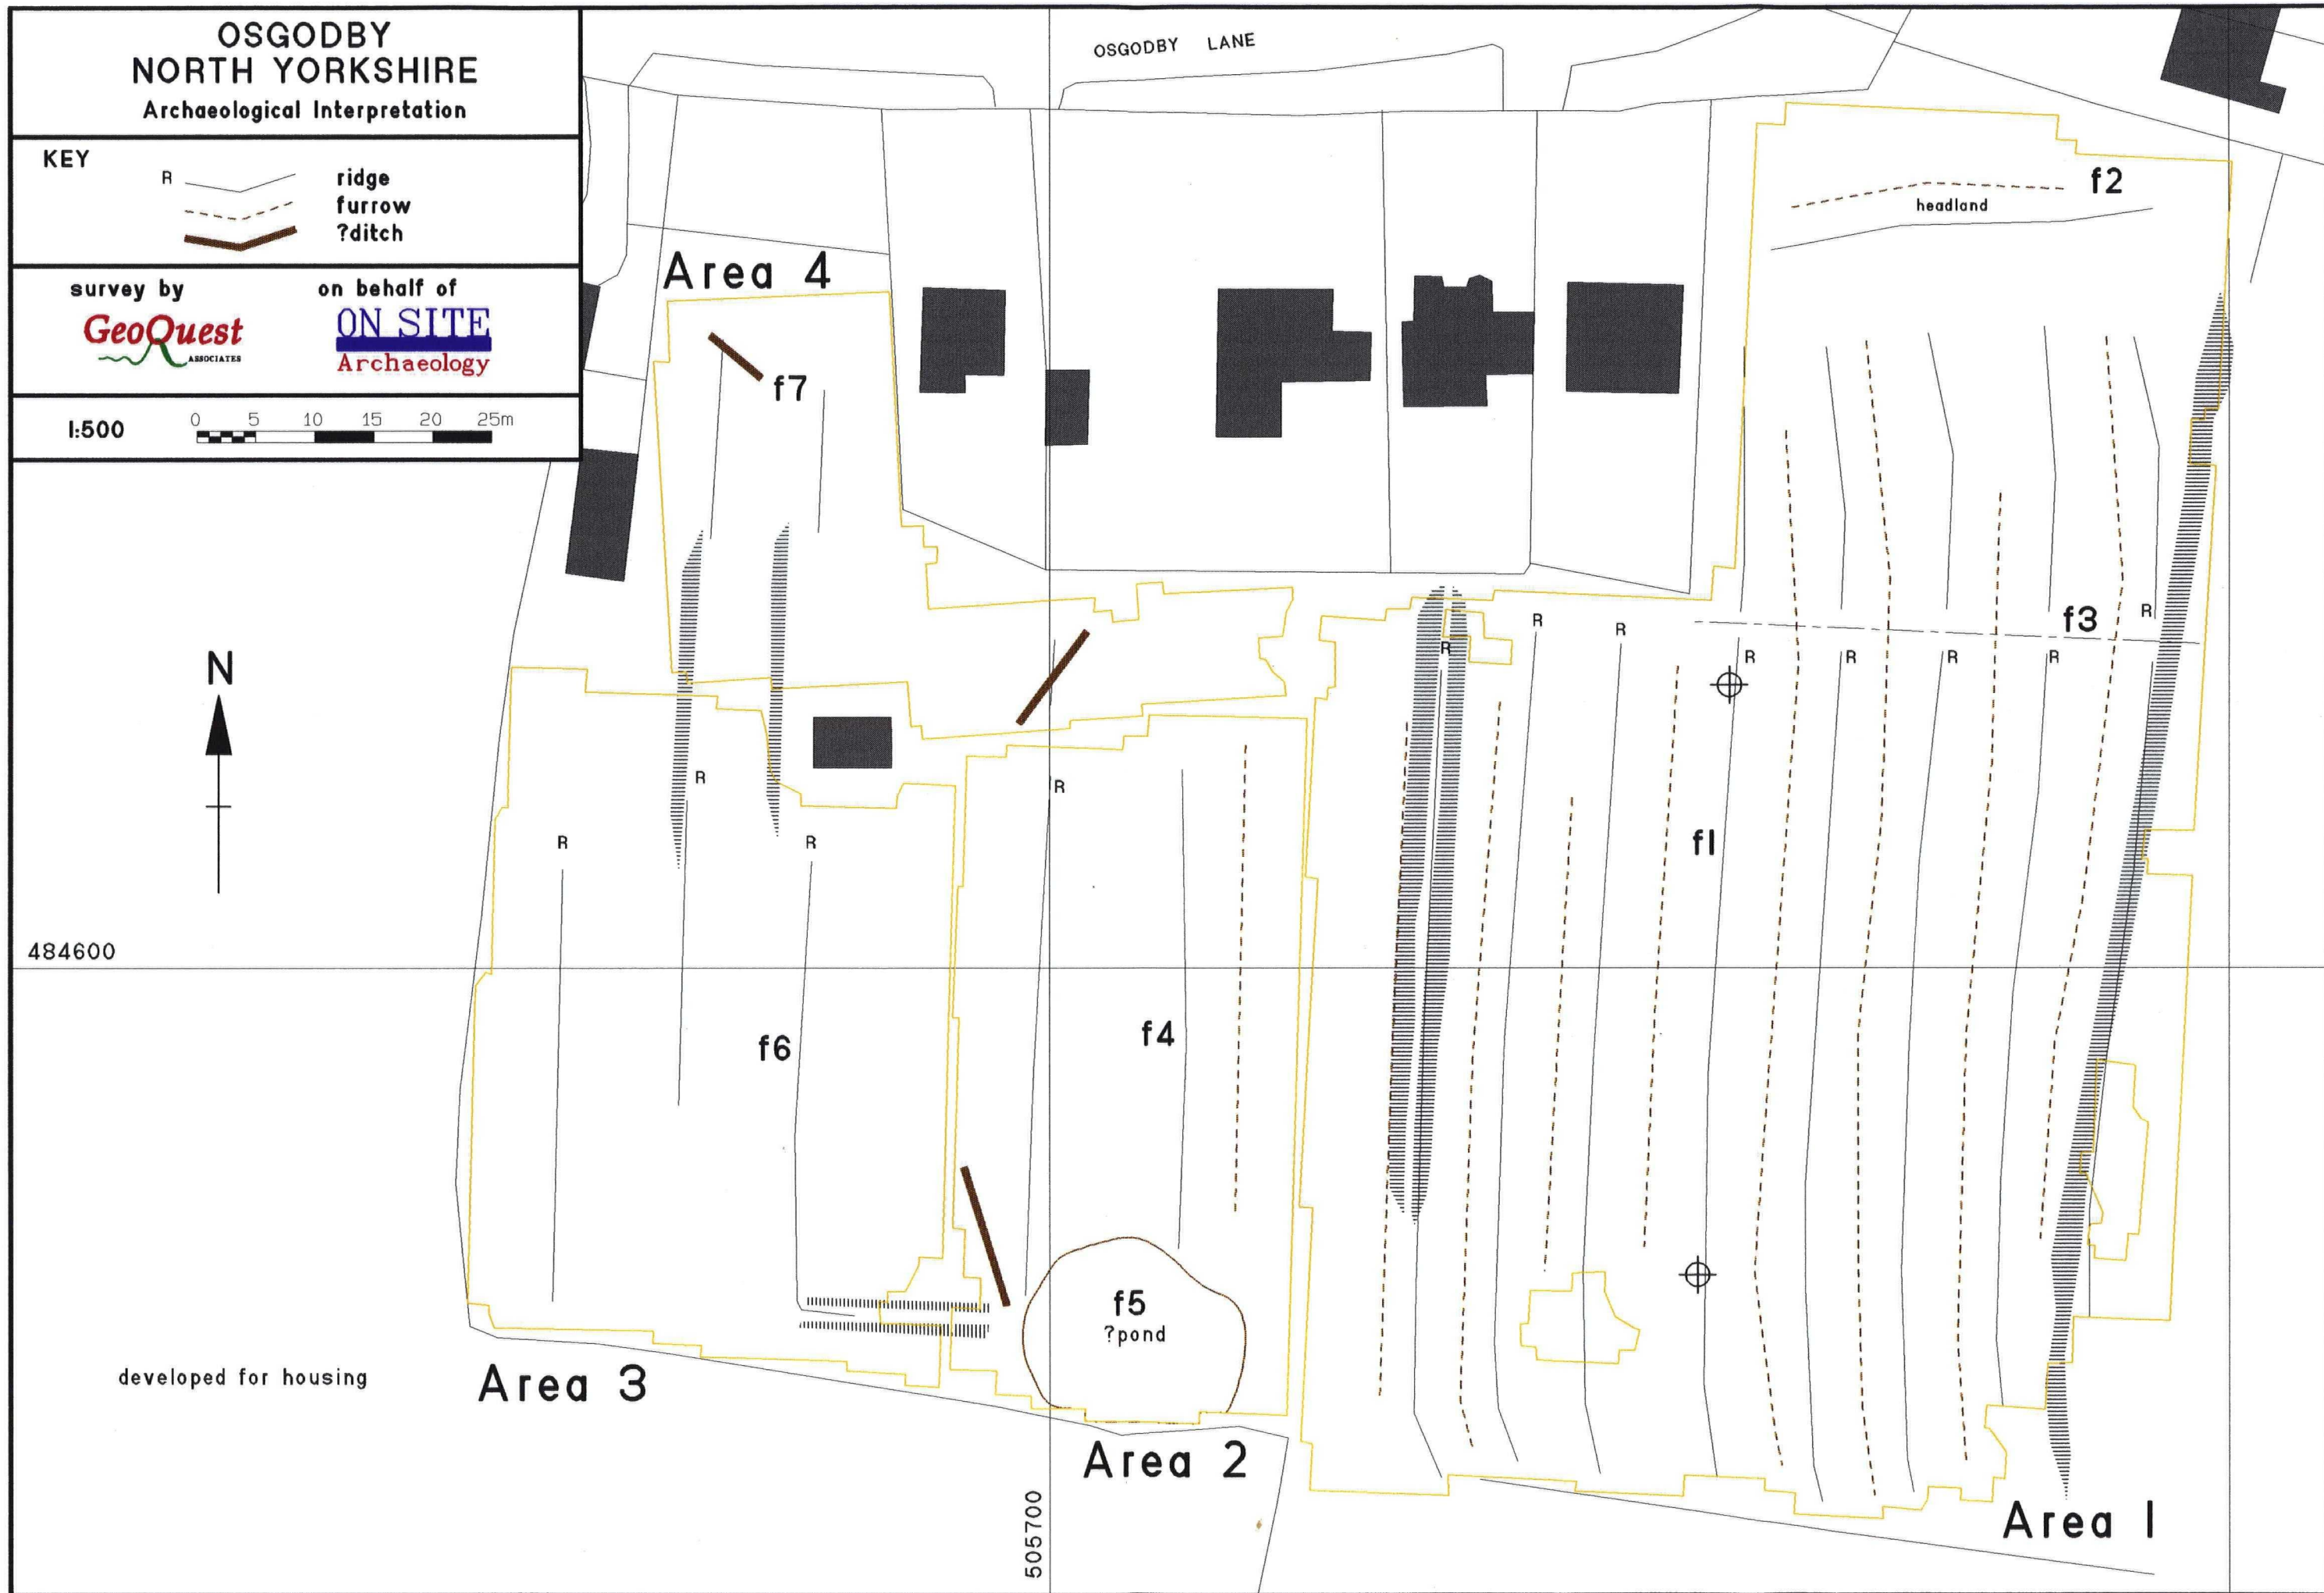 OSGODBY
NORTH YORKSHIRE
Archaeological Interpretation
KEY
R ridge
furrow
?ditch
survey by
GeoQuest
ASSOCIATES
on behalf of
ON SITE
Archaeology
1:500
0 5 10 15 20 25m
OSGODBY LANE
f2
headland
Area 4
f7
R
R
f3
R
R
R
R
R
R
R
N
R
R
R
R
f1
484600
f4
f6
f5
?pond
developed for housing
Area 3
Area 2
505700
Area 1